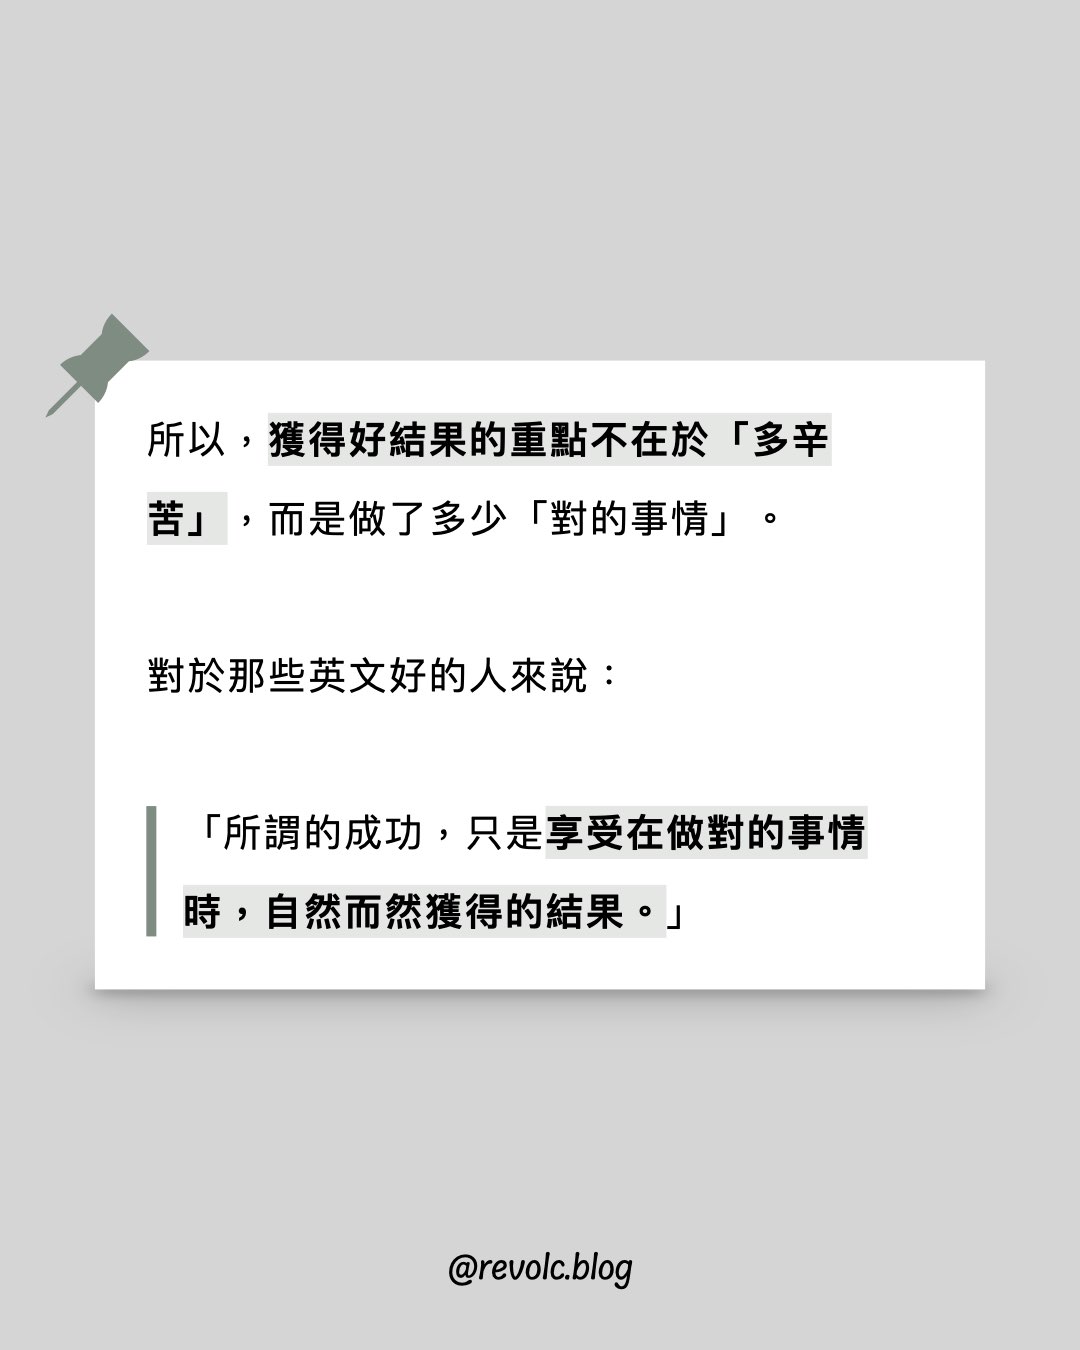 所以，獲得好結果的重點不在於「多辛
苦」，而是做了多少「對的事情」。
對於那些英文好的人來說：
「所謂的成功，只是享受在做對的事情
時，自然而然獲得的結果。」
@revolc.blog